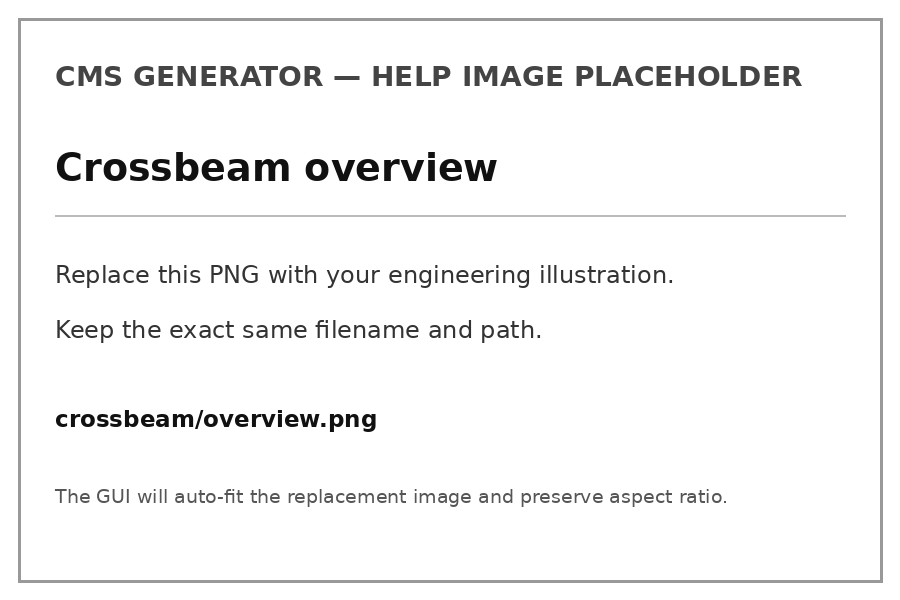 CMS GENERATOR — HELP IMAGE PLACEHOLDER
Crossbeam overview
Replace this PNG with your engineering illustration.
Keep the exact same filename and path.
crossbeam/overview.png
The GUI will auto-fit the replacement image and preserve aspect ratio.